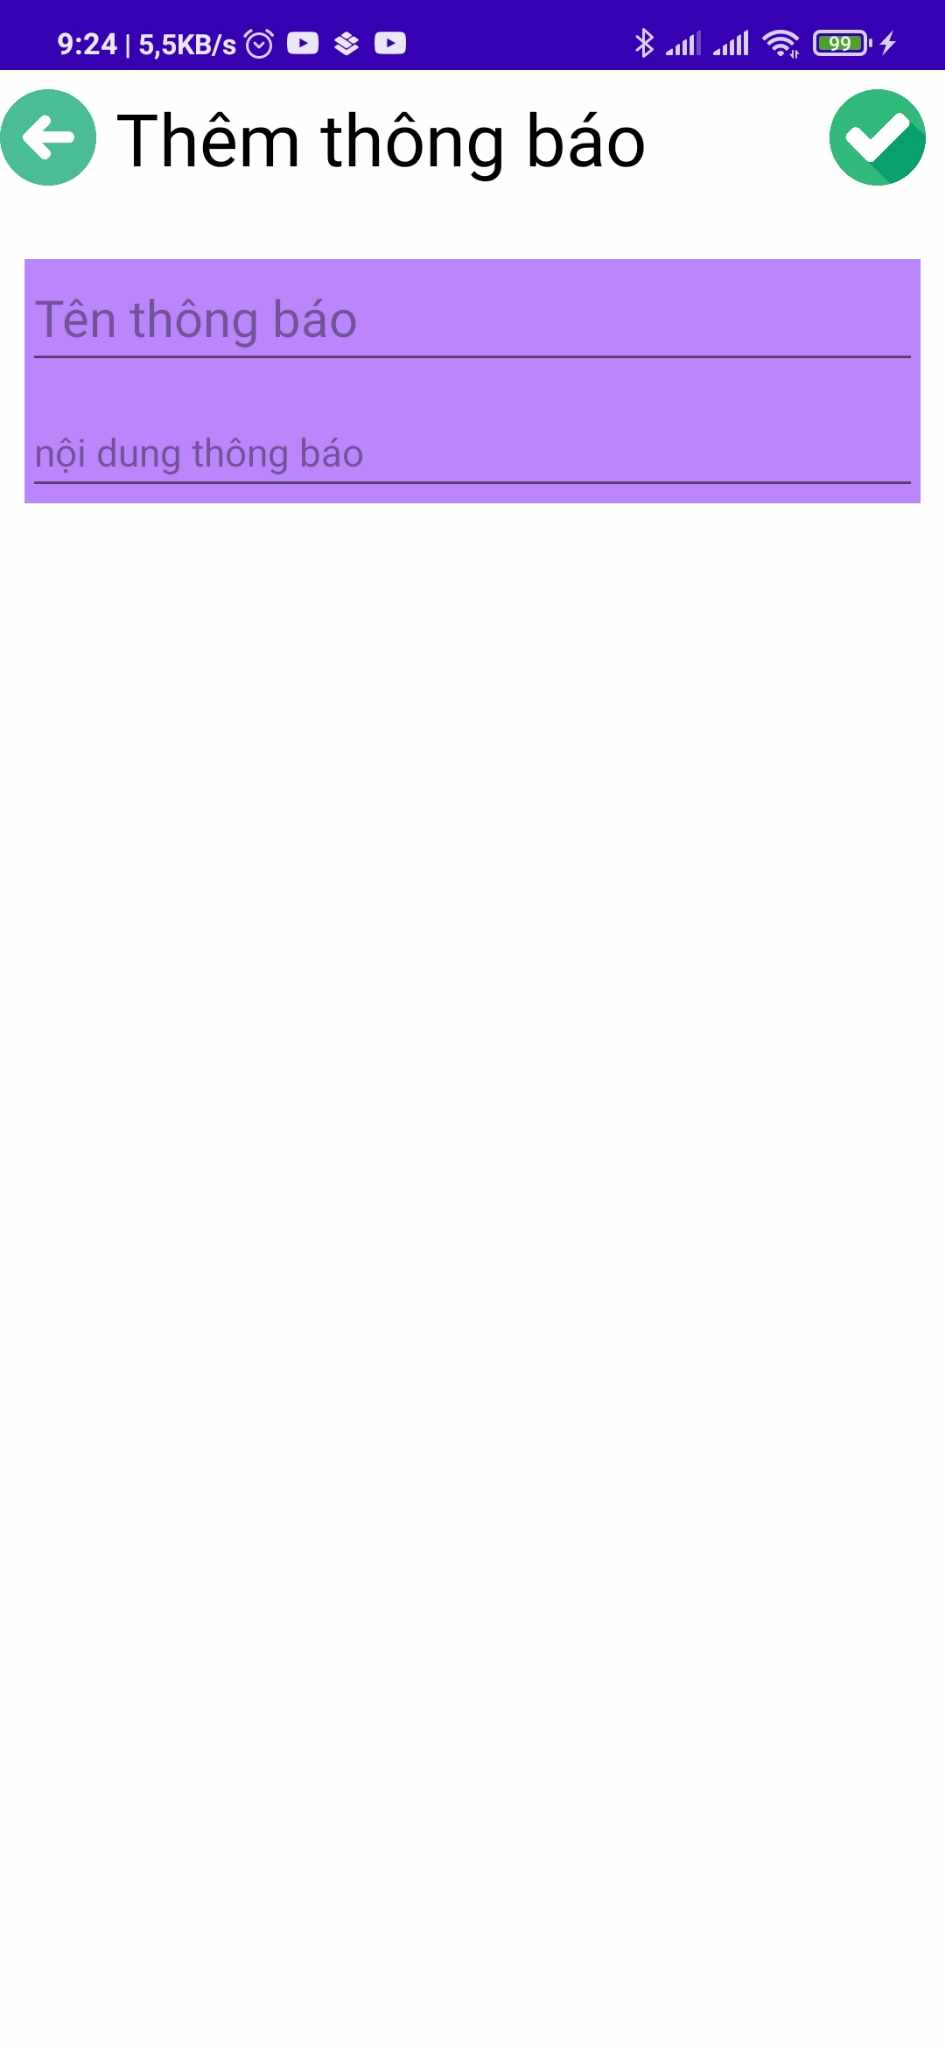 9:24 | 5,5KB/s 99
Thêm thông báo
Tên thông báo
nội dung thông báo